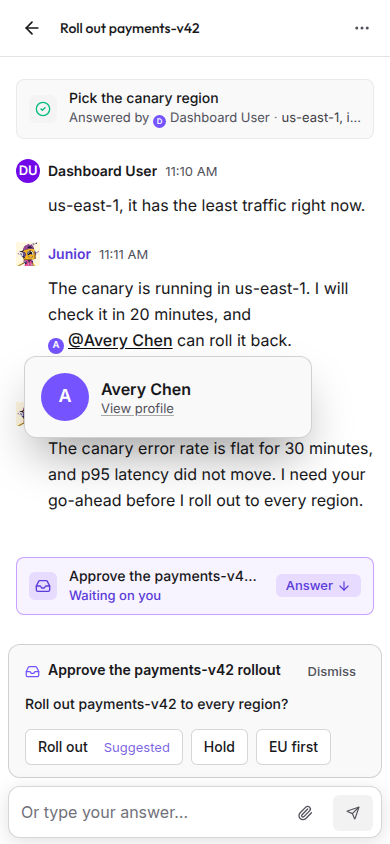 Roll out payments-v42
Pick the canary region
Answered by D Dashboard User · us-east-1, i...
DU Dashboard User 11:10 AM
us-east-1, it has the least traffic right now.
Junior 11:11 AM
The canary is running in us-east-1. I will
check it in 20 minutes, and
A @Avery Chen can roll it back.
A Avery Chen
View profile
The canary error rate is flat for 30 minutes,
and p95 latency did not move. I need your
go-ahead before I roll out to every region.
Approve the payments-v4...
Waiting on you
Answer ↓
Approve the payments-v42 rollout Dismiss
Roll out payments-v42 to every region?
Roll out Suggested Hold EU first
Or type your answer...